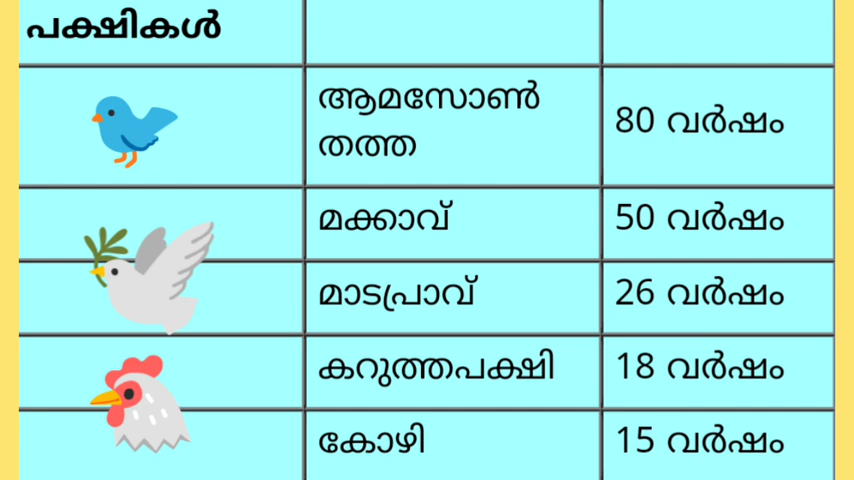 പക്ഷികൾ
ആമസോൺ
തത്ത
80 വർഷം
മക്കാവ്
50 വർഷം
മാടപ്രാവ്
26 വർഷം
കറുത്തപക്ഷി
18 വർഷം
കോഴി
15 വർഷം